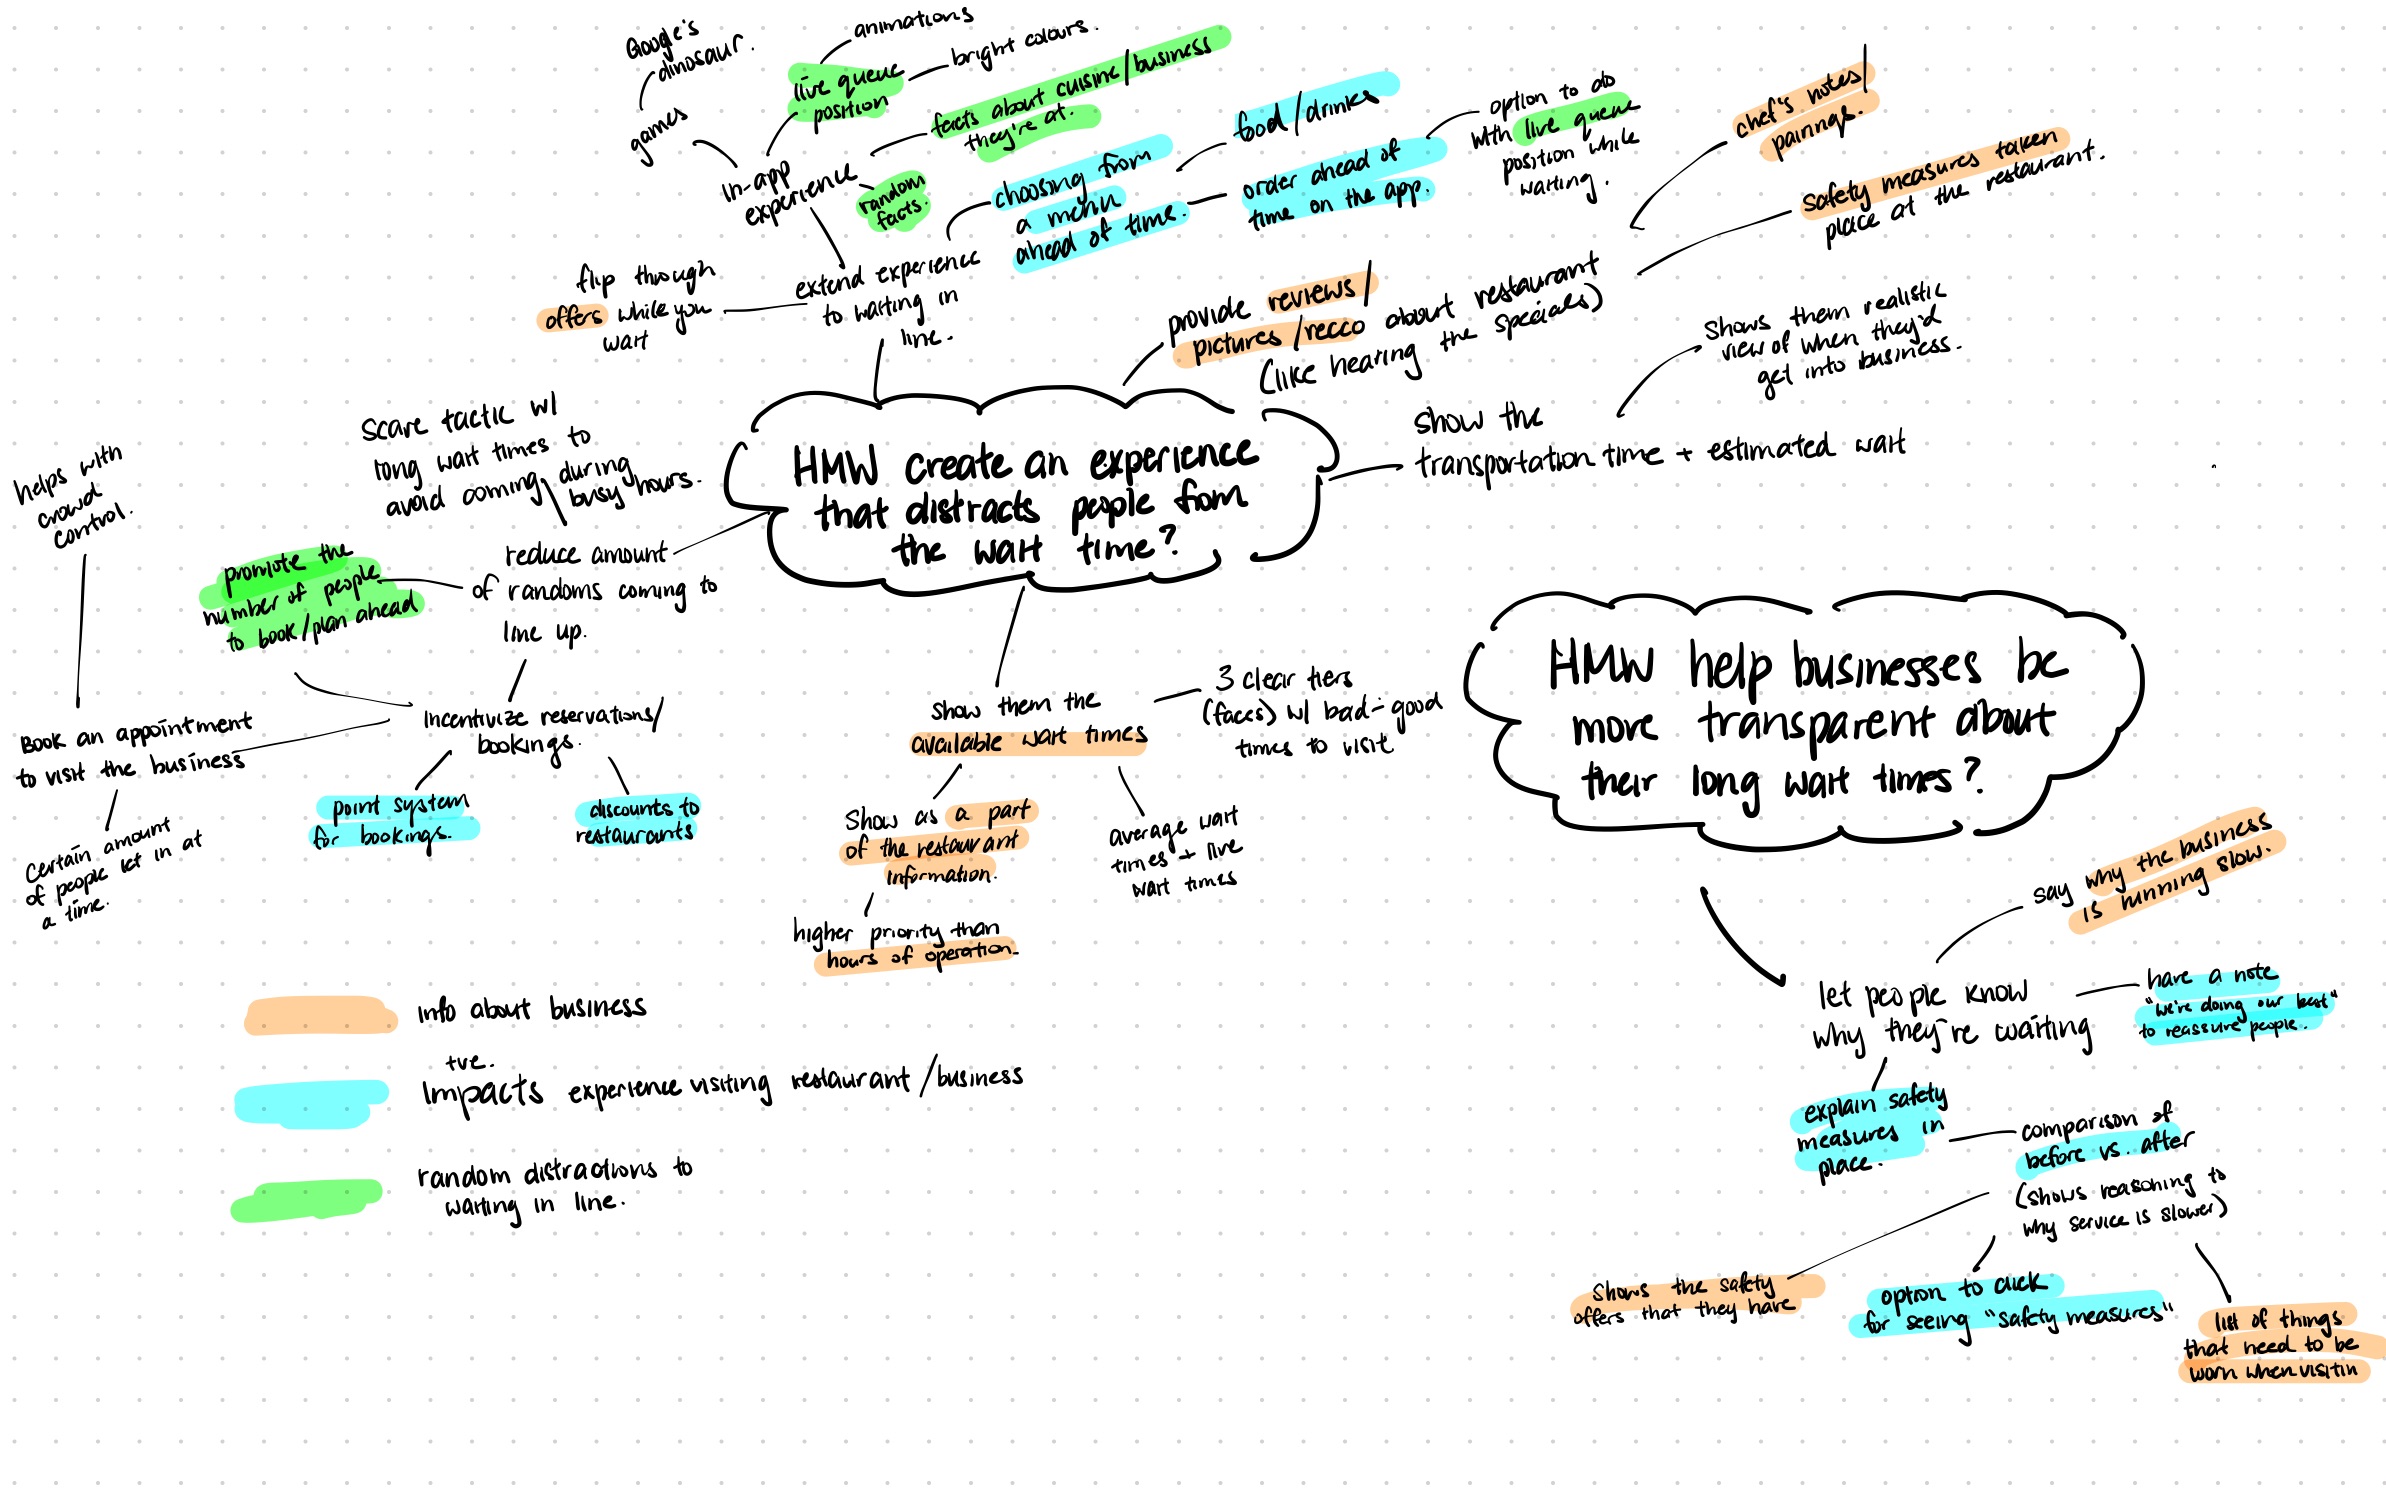 Google's
dinosaur.
games
animations
live queue
position
bright colours.
facts about cuisine/business
they're at.
in-app
experience
random
facts.
choosing from
a menu
ahead of time.
food/drinks
order ahead of
time on the app.
option to do
with live queue
position while
waiting.
chef's notes/
pairings.
safety measures taken
place at the restaurant.
flip through
offers while you
wait
extend experience
to waiting in
line.
provide reviews/
pictures/recco about restaurant
(like hearing the specials)
shows them realistic
view of when they'd
get into business.
show the
transportation time + estimated wait
scare tactic w/
long wait times to
avoid coming during
busy hours.
HMW create an experience
that distracts people from
the wait time?
helps with
crowd
control.
promote the
number of people
to book/plan ahead
reduce amount
of randoms coming to
line up.
Book an appointment
to visit the business
incentivize reservations/
bookings.
point system
for bookings.
discounts to
restaurants
certain amount
of people let in at
a time.
show them the
available wait times
3 clear tiers
(faces) w/ bad-good
times to visit
show as a part
of the restaurant
information.
average wait
times + live
wait times
higher priority than
hours of operation.
HMW help businesses be
more transparent about
their long wait times?
say why the business
is running slow.
let people know
why they're waiting
have a note
"we're doing our best"
to reassure people.
explain safety
measures in
place.
comparison of
before vs. after
(shows reasoning to
why service is slower)
shows the safety
offers that they have
option to click
for seeing "safety measures"
list of things
that need to be
worn when visitin
info about business
+ve.
impacts experience visiting restaurant/business
random distractions to
waiting in line.